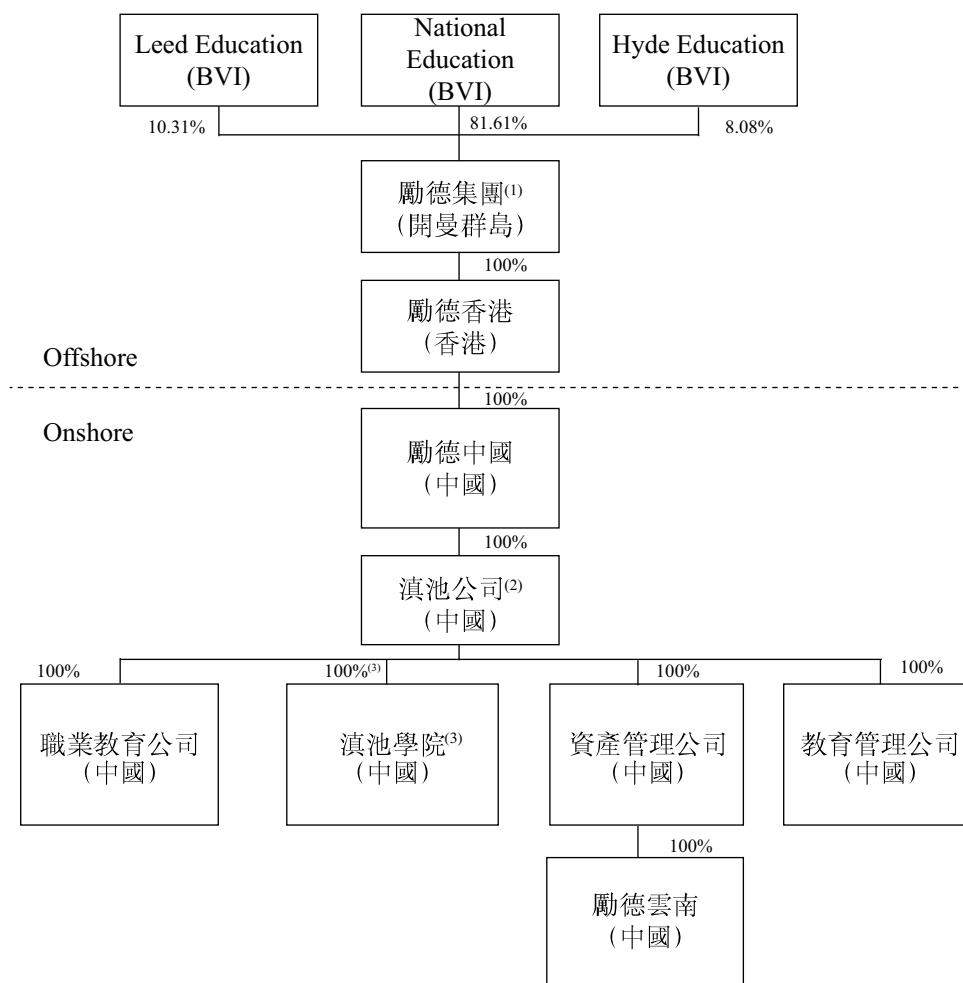 Leed Education
(BVI)
National
Education
(BVI)
Hyde Education
(BVI)
10.31%
81.61%
8.08%
勵德集團(1)
(開曼群島)
100%
勵德香港
(香港)
Offshore
100%
Onshore
勵德中國
(中國)
100%
滇池公司(2)
(中國)
100%
100%(3)
100%
100%
職業教育公司
(中國)
滇池學院(3)
(中國)
資產管理公司
(中國)
教育管理公司
(中國)
100%
勵德雲南
(中國)